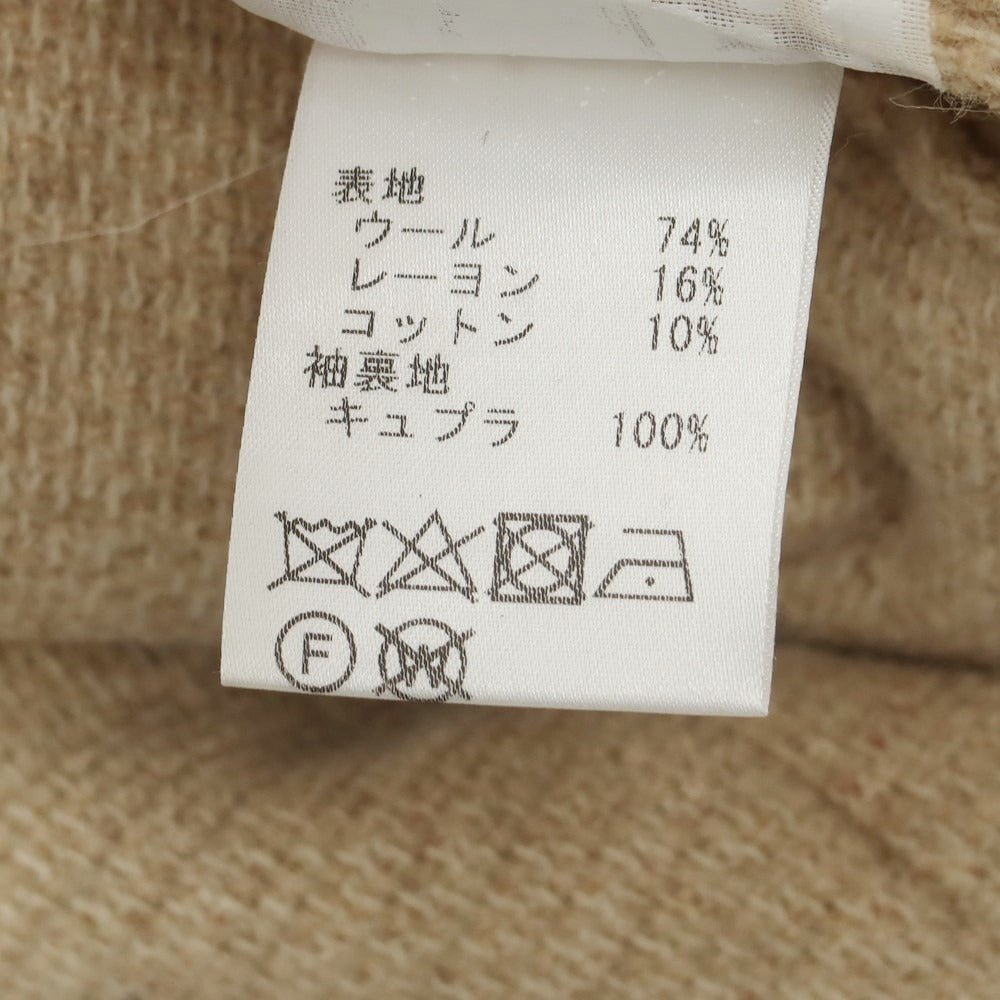 表地
ウール 74%
レーヨン 16%
コットン 10%
袖裏地
キュプラ 100%
F W